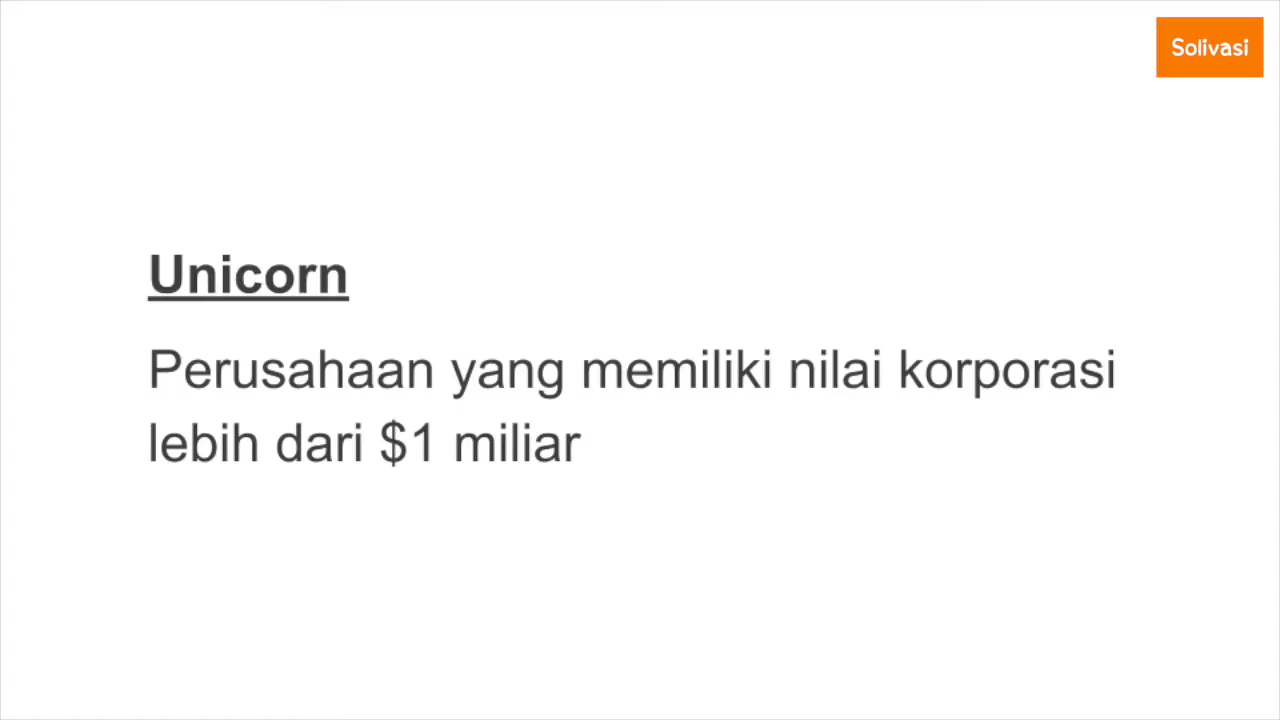 Solivasi
Unicorn
Perusahaan yang memiliki nilai korporasi
lebih dari $1 miliar